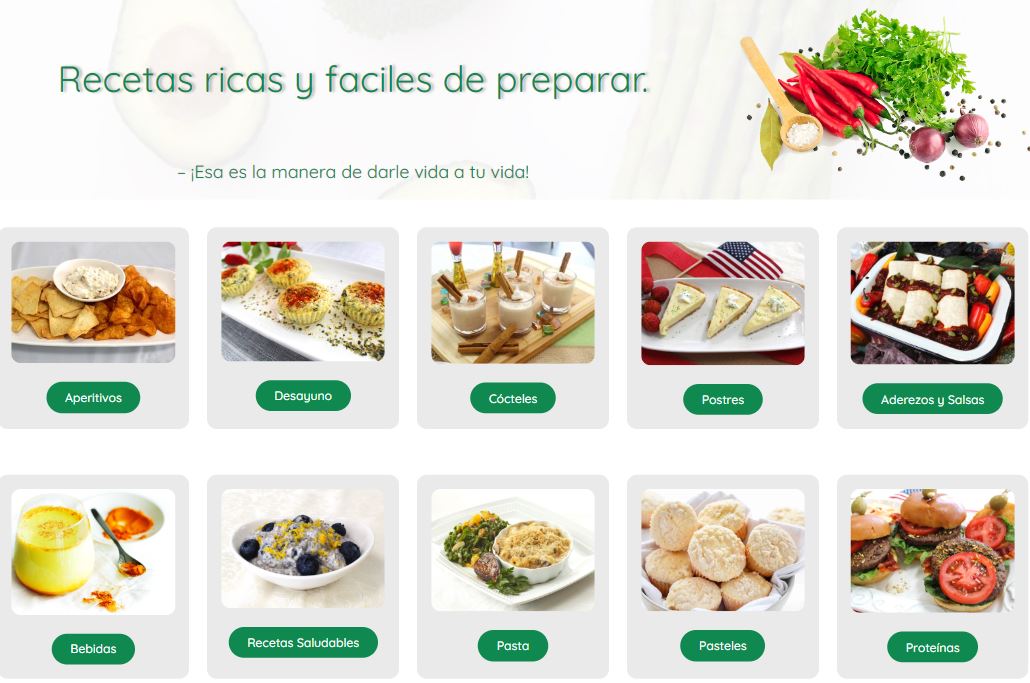 Recetas ricas y faciles de preparar.
– ¡Esa es la manera de darle vida a tu vida!
Aperitivos
Desayuno
Cócteles
Postres
Aderezos y Salsas
Bebidas
Recetas Saludables
Pasta
Pasteles
Proteínas